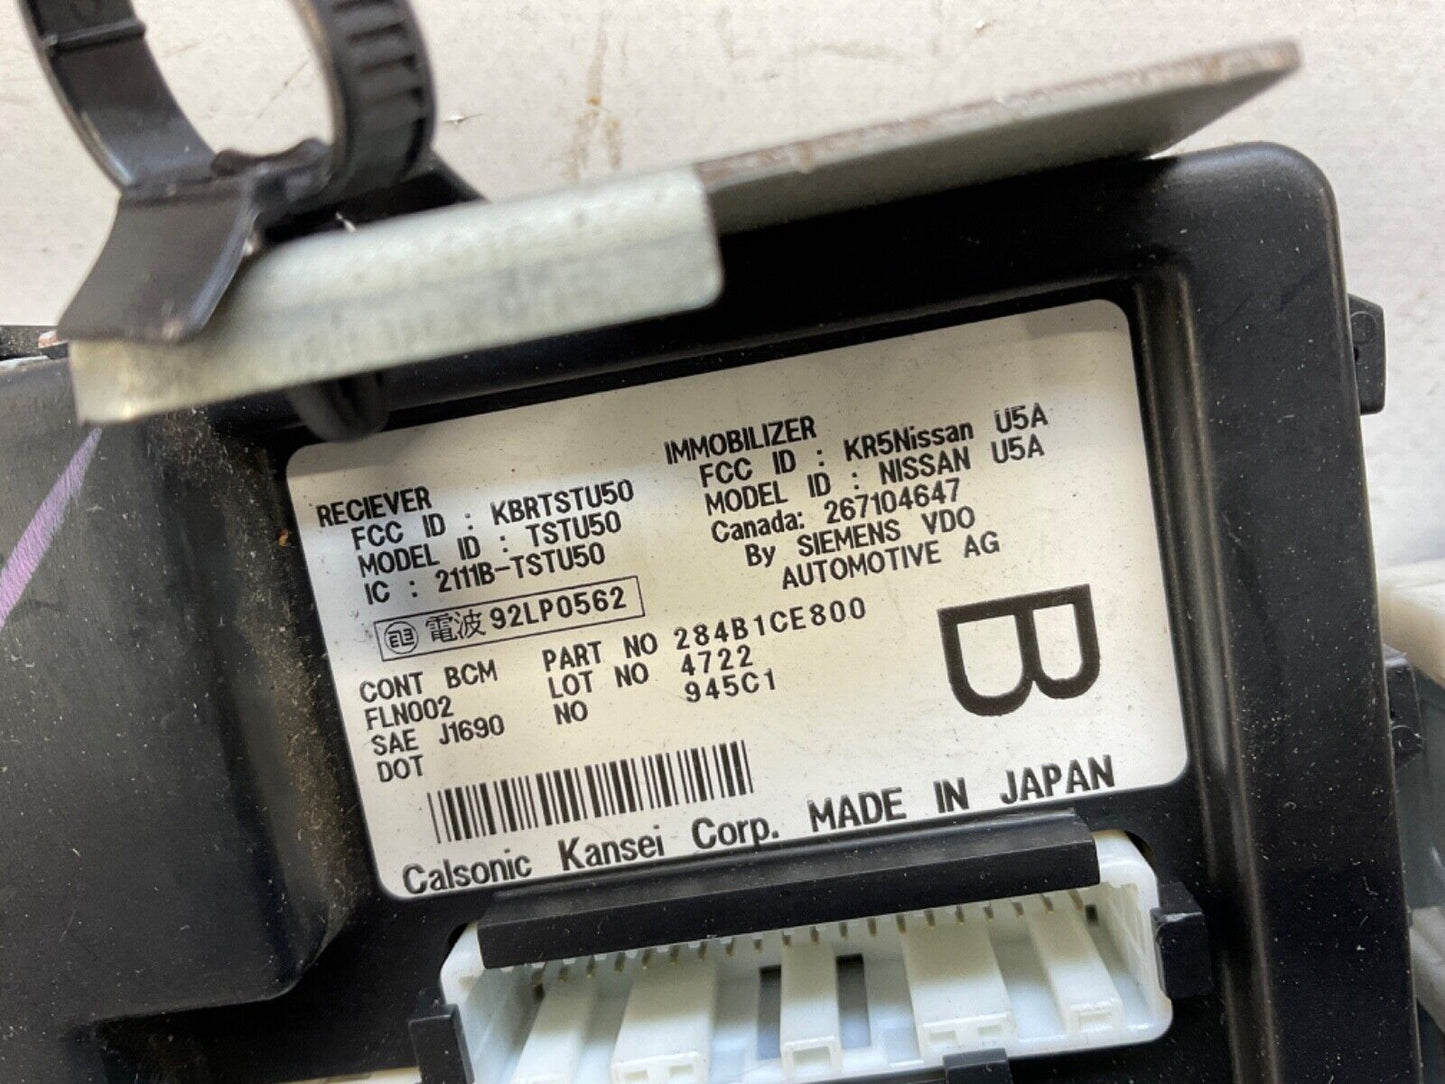 RECIEVER
FCC ID : KBRTSTU50
MODEL ID : TSTU50
IC : 2111B-TSTU50
電波 92LP0562
IMMOBILIZER
FCC ID : KR5Nissan U5A
MODEL ID : NISSAN U5A
Canada: 267104647
By SIEMENS VDO
AUTOMOTIVE AG
CONT BCM PART NO 284B1CE800
FLN002 LOT NO 4722
SAE J1690 NO 945C1
DOT
B
Calsonic Kansei Corp. MADE IN JAPAN